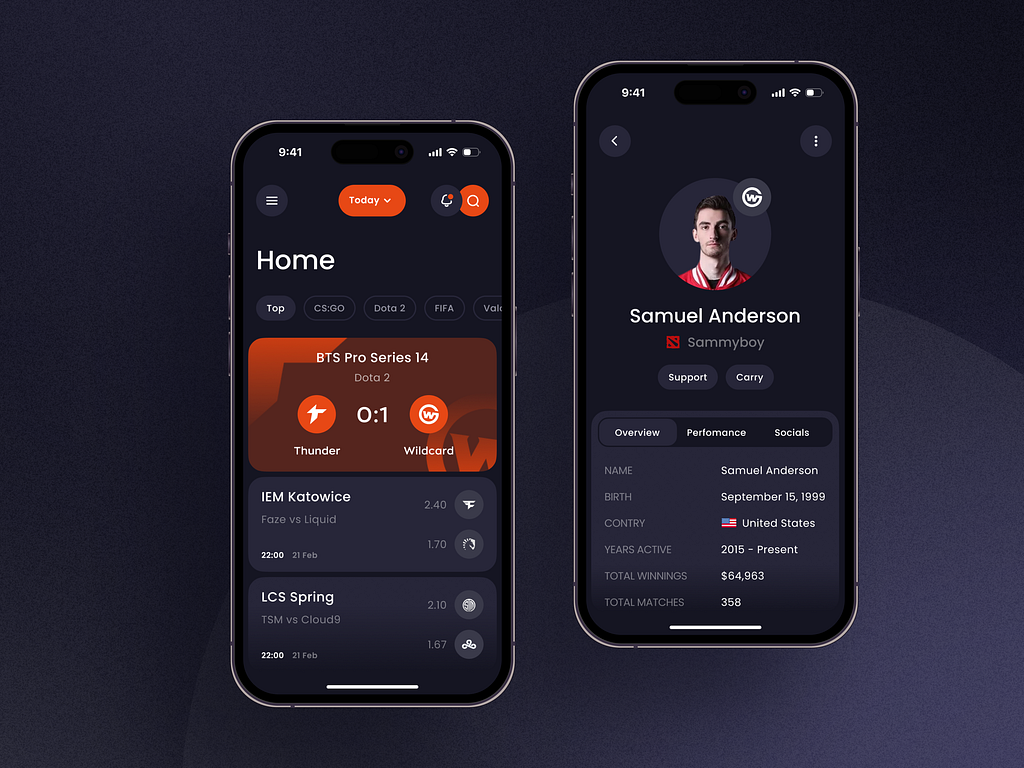 9:41
Today
Home
Top CS:GO Dota 2 FIFA Valo
BTS Pro Series 14
Dota 2
0:1
Thunder Wildcard
IEM Katowice
2.40
Faze vs Liquid
1.70
22:00 21 Feb
LCS Spring
2.10
TSM vs Cloud9
1.67
22:00 21 Feb
9:41
Samuel Anderson
Sammyboy
Support Carry
Overview Perfomance Socials
NAME Samuel Anderson
BIRTH September 15, 1999
CONTRY United States
YEARS ACTIVE 2015 - Present
TOTAL WINNINGS $64,963
TOTAL MATCHES 358